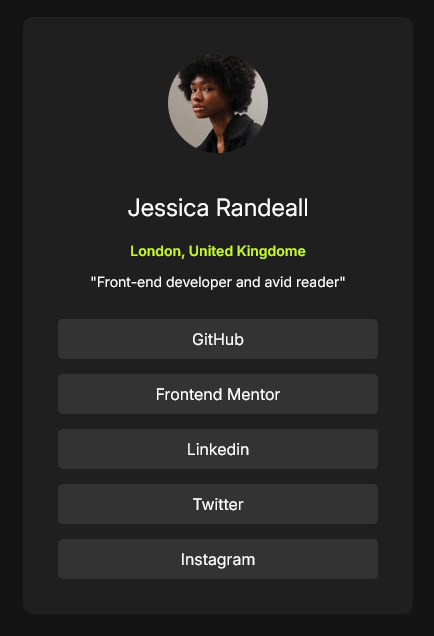 Jessica Randeall
London, United Kingdome
"Front-end developer and avid reader"
GitHub
Frontend Mentor
Linkedin
Twitter
Instagram